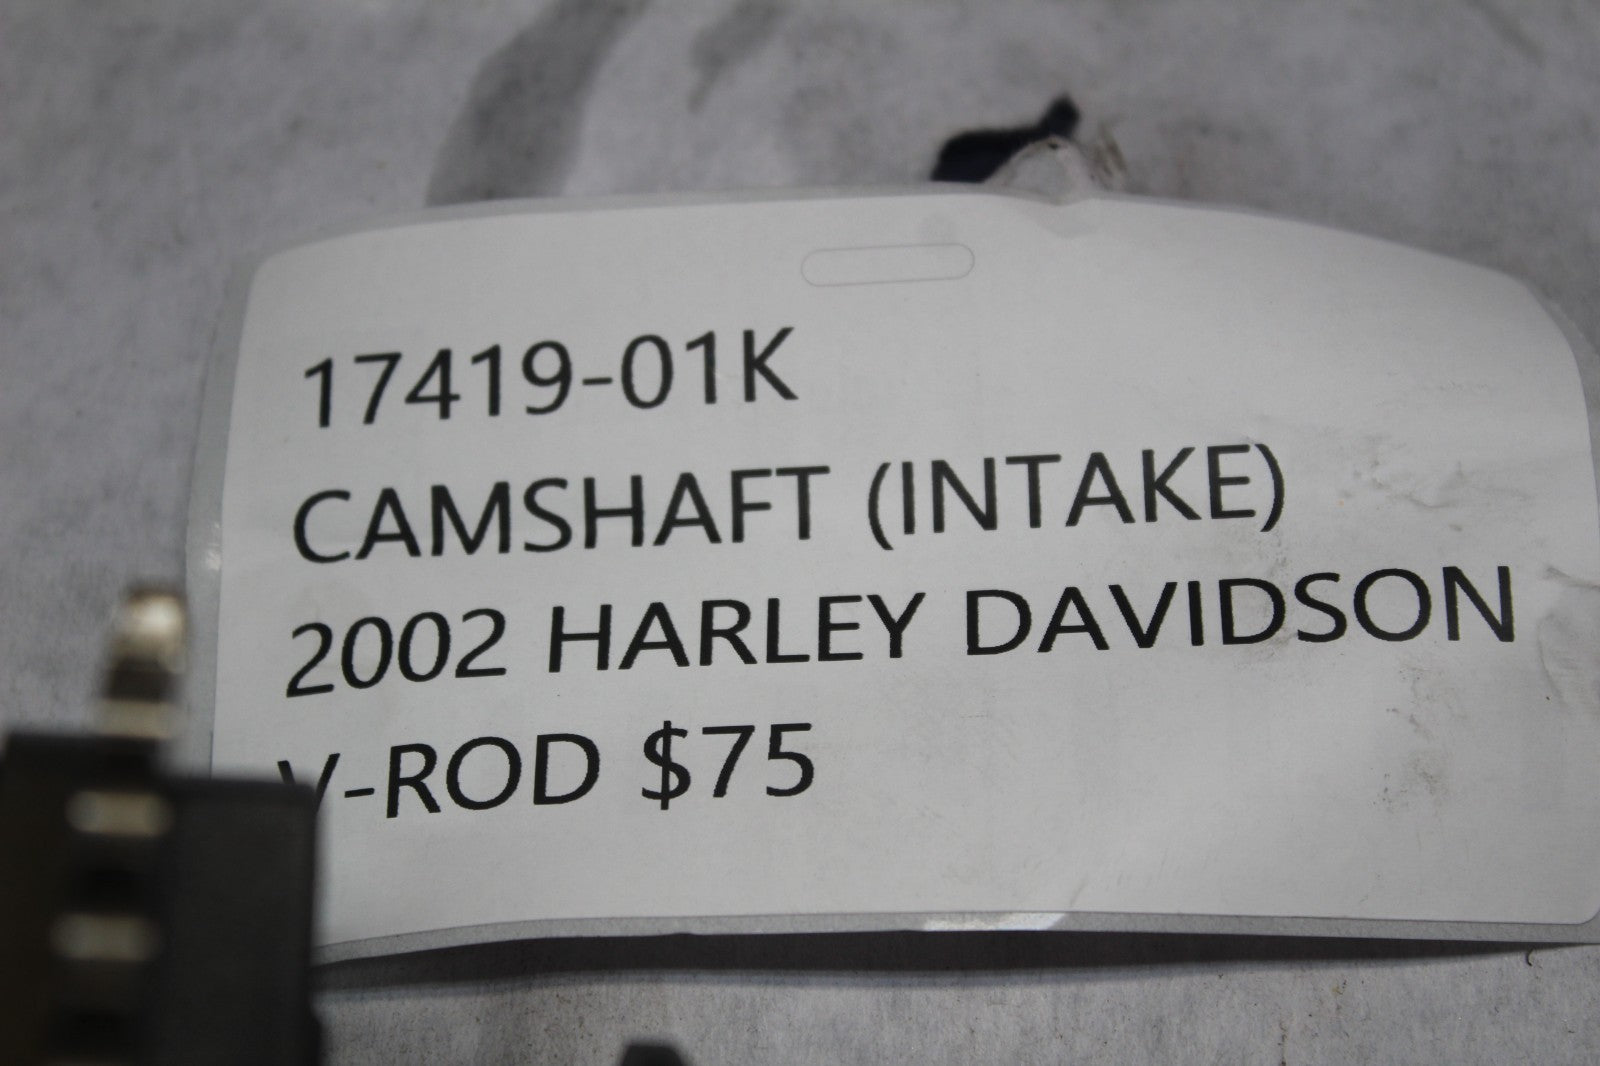 17419-01K
CAMSHAFT (INTAKE)
2002 HARLEY DAVIDSON
V-ROD $75